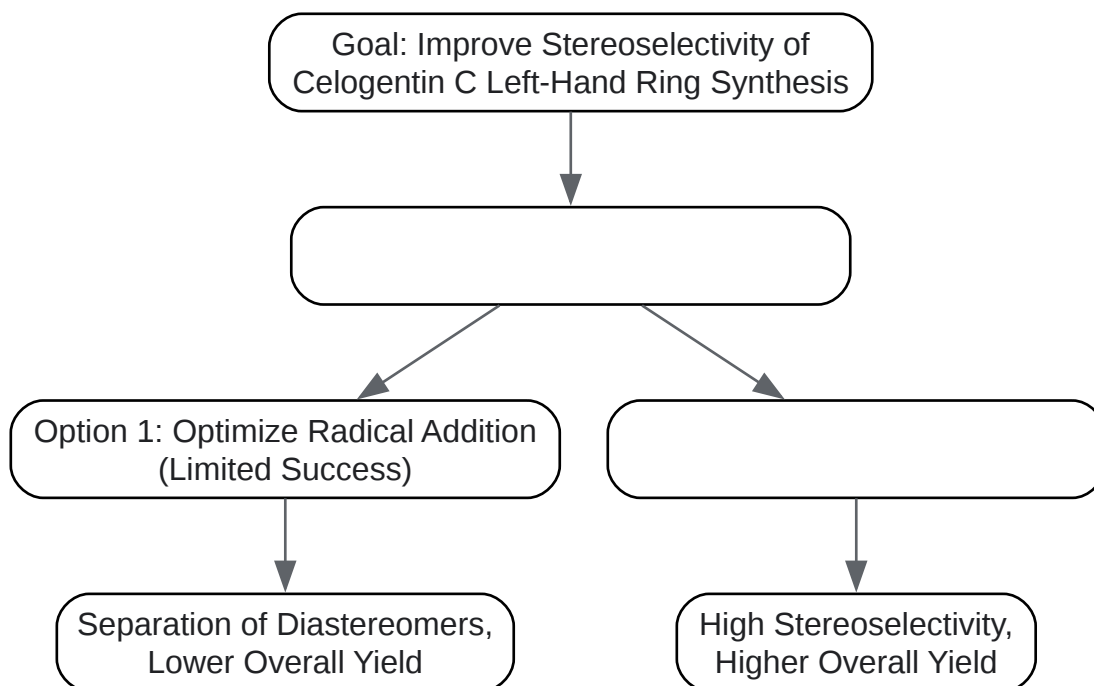 Goal: Improve Stereoselectivity of
Celogentin C Left-Hand Ring Synthesis
Option 1: Optimize Radical Addition
(Limited Success)
Separation of Diastereomers,
Lower Overall Yield
High Stereoselectivity,
Higher Overall Yield